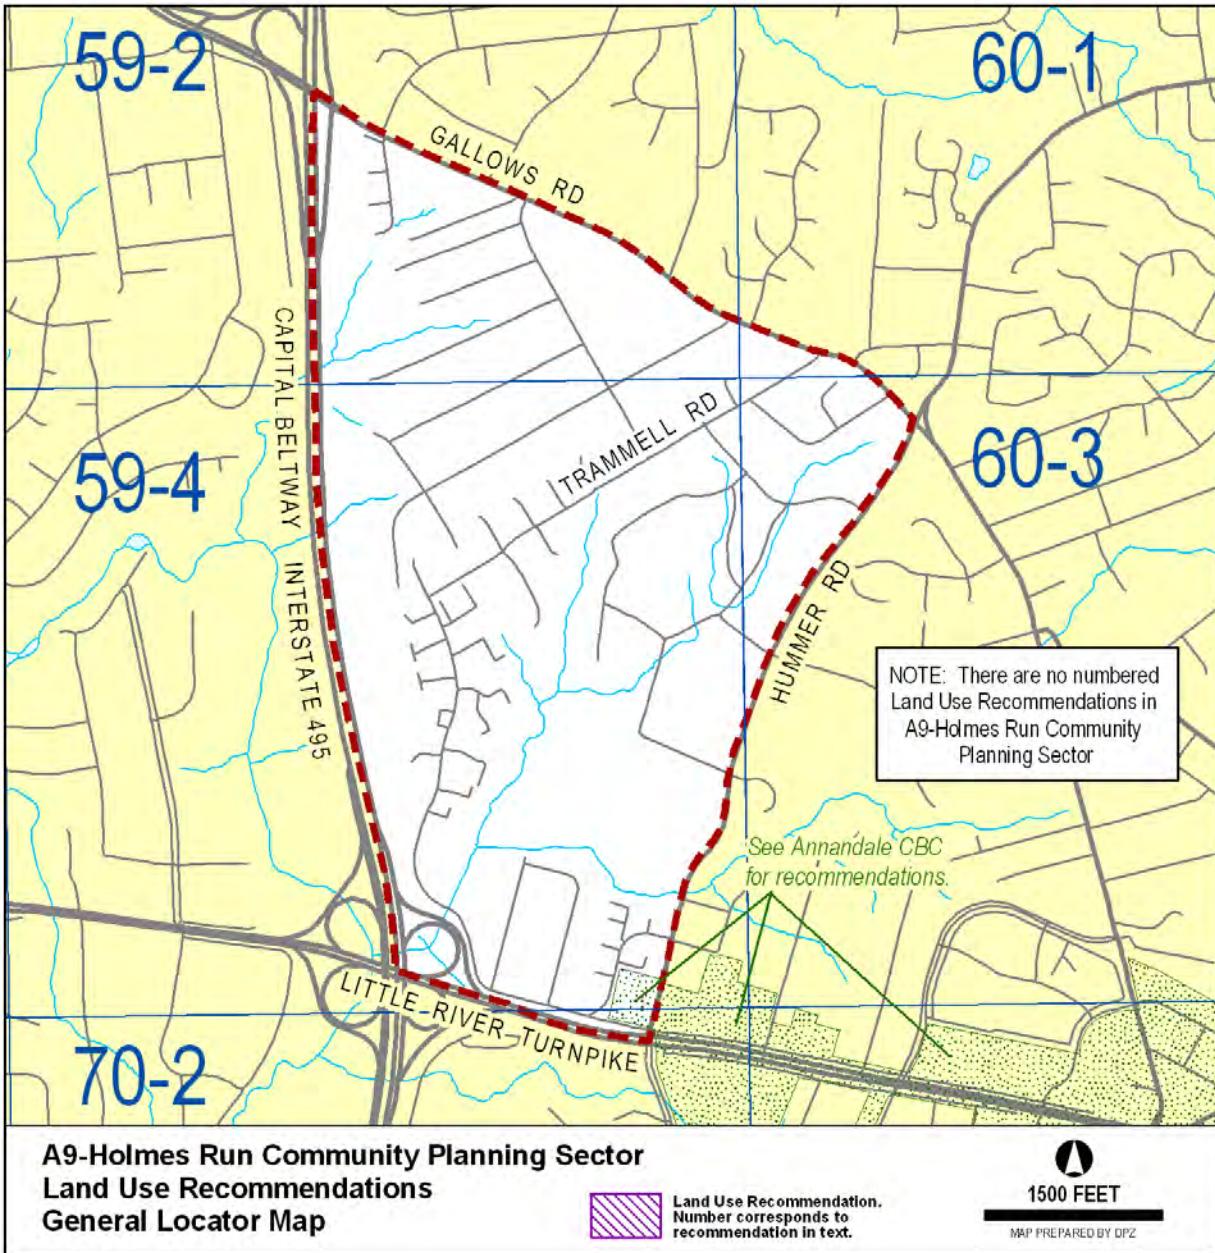 59-2
60-1
GALLOWS RD
CAPITAL BELTWAY INTERSTATE 495
TRAMMELL RD
59-4
60-3
HUMMER RD
NOTE: There are no numbered
Land Use Recommendations in
A9-Holmes Run Community
Planning Sector
See Annandale CBC
for recommendations.
LITTLE RIVER TURNPIKE
70-2
A9-Holmes Run Community Planning Sector
Land Use Recommendations
General Locator Map
Land Use Recommendation.
Number corresponds to
recommendation in text.
1500 FEET
MAP PREPARED BY DPZ